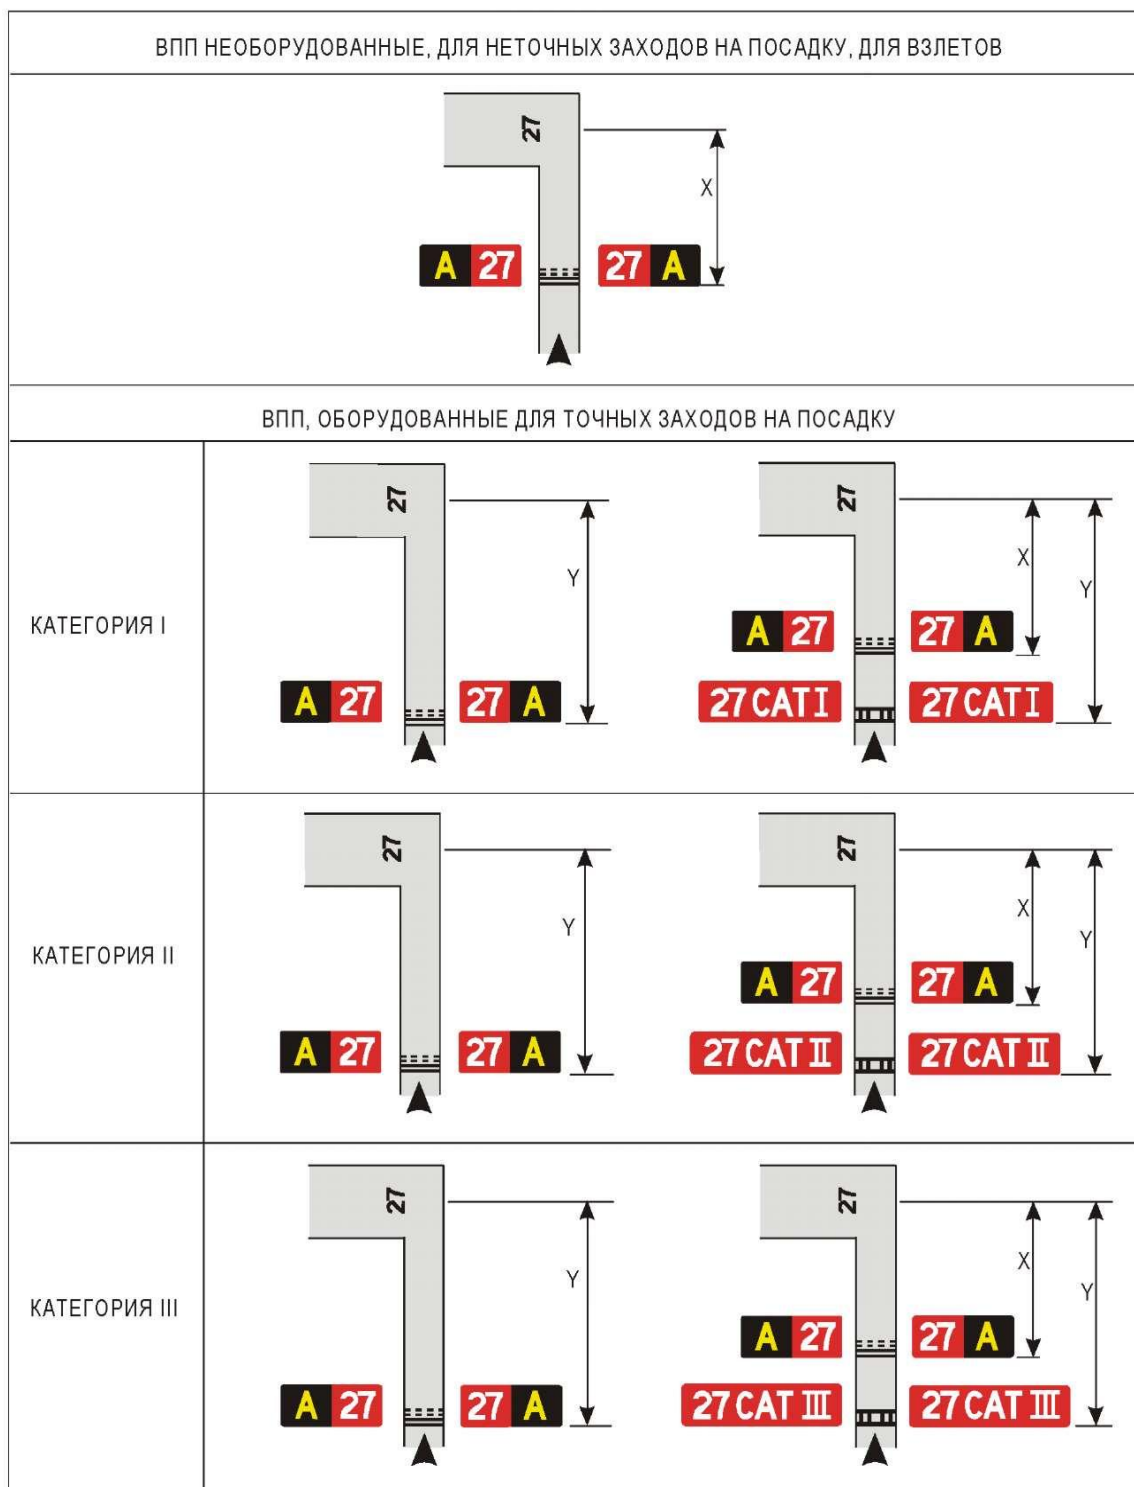 ВПП НЕОБОРУДОВАННЫЕ, ДЛЯ НЕТОЧНЫХ ЗАХОДОВ НА ПОСАДКУ, ДЛЯ ВЗЛЕТОВ
27
X
A 27 27 A
ВПП, ОБОРУДОВАННЫЕ ДЛЯ ТОЧНЫХ ЗАХОДОВ НА ПОСАДКУ
КАТЕГОРИЯ I
27
Y
A 27 27 A
27
X
Y
A 27 27 A
27 CAT I 27 CAT I
КАТЕГОРИЯ II
27
Y
A 27 27 A
27
X
Y
A 27 27 A
27 CAT II 27 CAT II
КАТЕГОРИЯ III
27
Y
A 27 27 A
27
X
Y
A 27 27 A
27 CAT III 27 CAT III